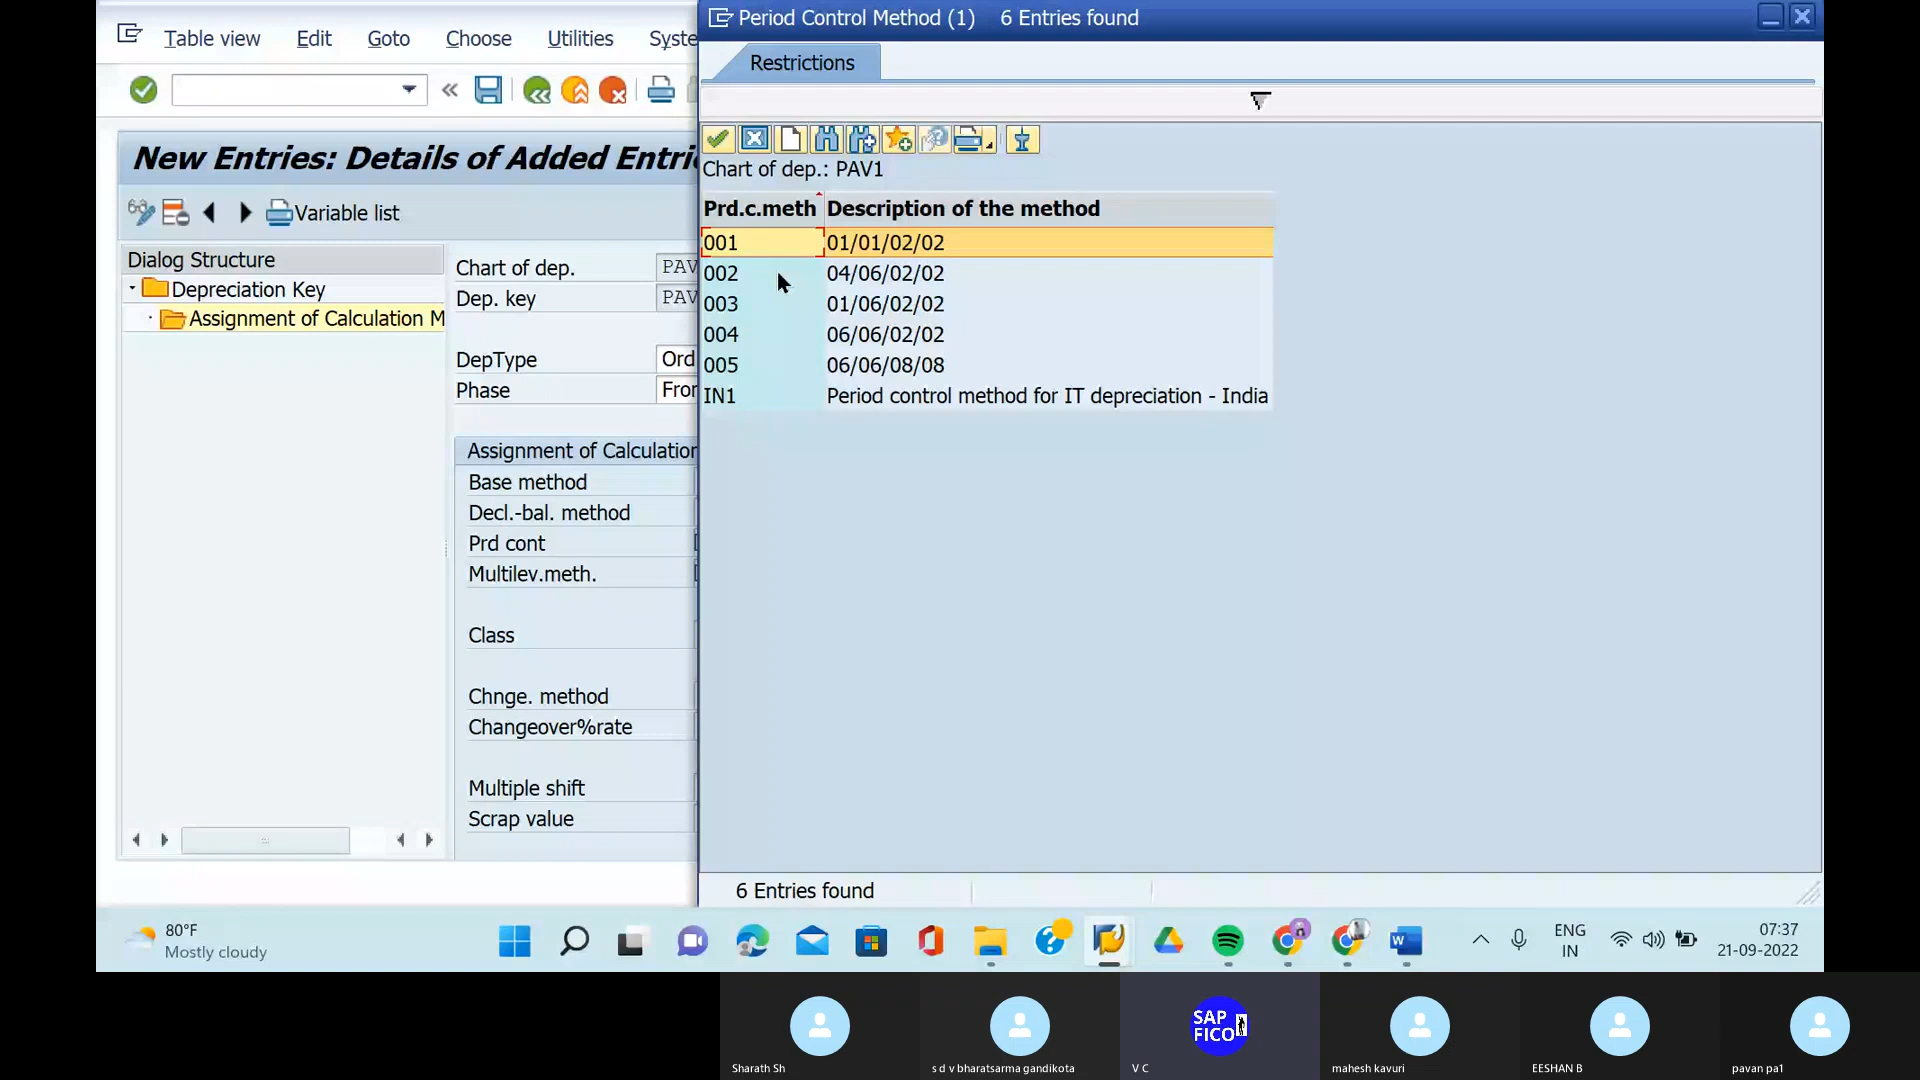 Table view Edit Goto Choose Utilities Syste
New Entries: Details of Added Entri
Variable list
Dialog Structure
Depreciation Key
Assignment of Calculation M
Chart of dep. PAV
Dep. key PAV
DepType Ord
Phase Fror
Assignment of Calculation
Base method
Decl.-bal. method
Prd cont
Multilev.meth.
Class
Chnge. method
Changeover%rate
Multiple shift
Scrap value
Period Control Method (1) 6 Entries found
Restrictions
Chart of dep.: PAV1
Prd.c.meth Description of the method
001 01/01/02/02
002 04/06/02/02
003 01/06/02/02
004 06/06/02/02
005 06/06/08/08
IN1 Period control method for IT depreciation - India
6 Entries found
80°F
Mostly cloudy
ENG
IN
07:37
21-09-2022
SAP
FICO
Sharath Sh
s d v bharatsarma gandikota
V C
mahesh kavuri
EESHAN B
pavan pa1